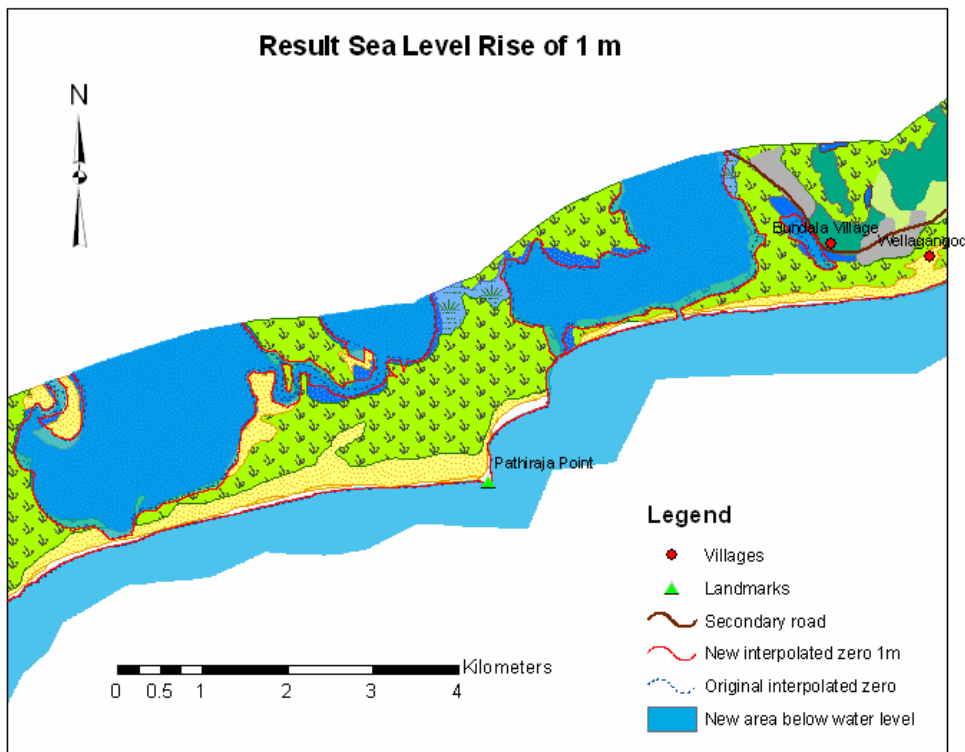 Result Sea Level Rise of 1 m
N
Bundala Village
Wellagangoc
Pathiraja Point
Legend
Villages
Landmarks
Secondary road
New interpolated zero 1m
Original interpolated zero
New area below water level
Kilometers
0 0.5 1 2 3 4